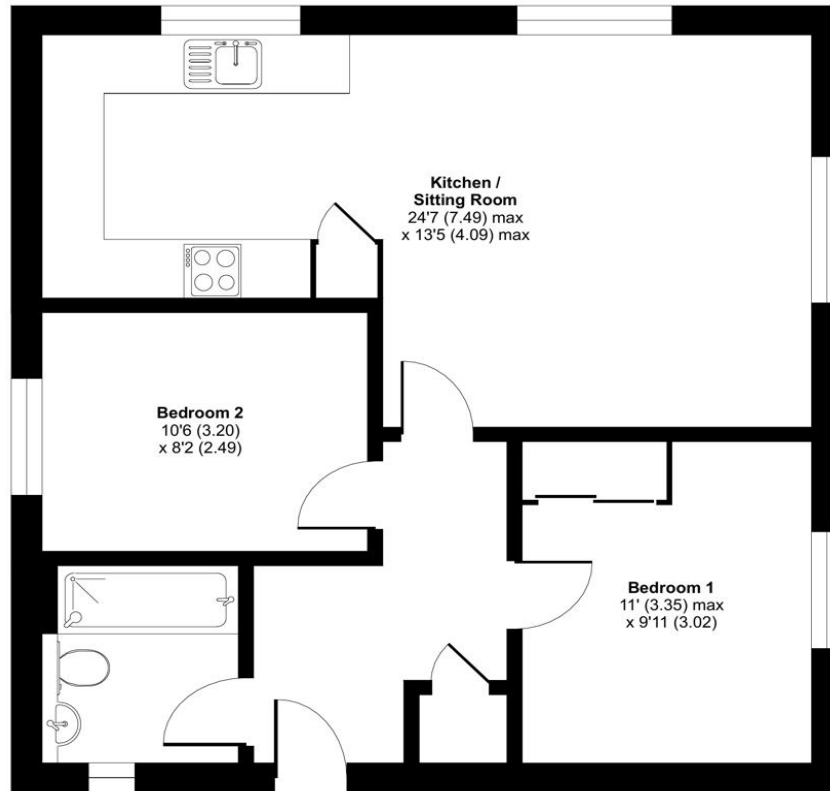 Kitchen /
Sitting Room
24'7 (7.49) max
x 13'5 (4.09) max
Bedroom 2
10'6 (3.20)
x 8'2 (2.49)
Bedroom 1
11' (3.35) max
x 9'11 (3.02)